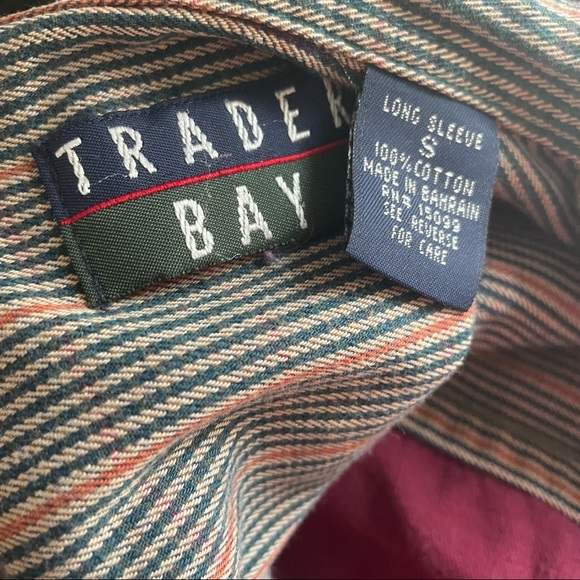 TRADER
BAY
LONG SLEEVE
S
100% COTTON
MADE IN BAHRAIN
RN# 15099
SEE REVERSE
FOR CARE